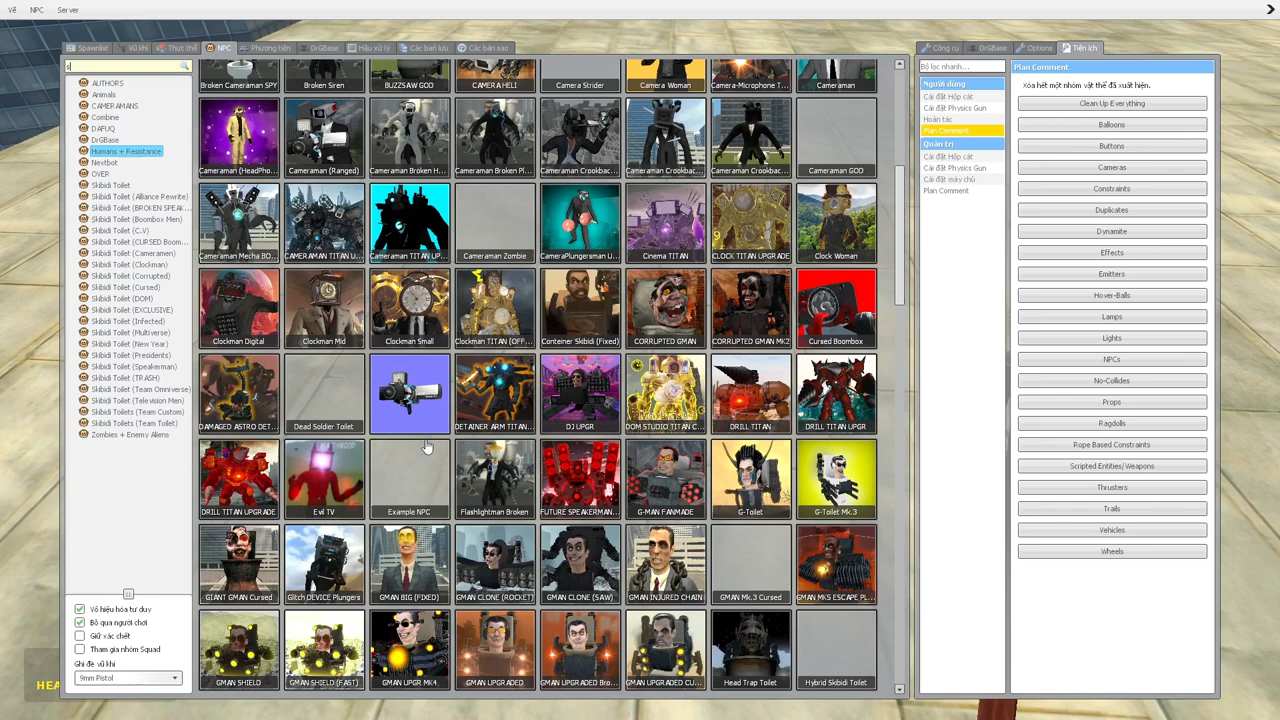 Vẽ NPC Server
Spawnlist Vũ khí Thực thể NPC Phương tiện DrGBase Hậu xử lý Các bản lưu Các bản sao
Công cụ DrGBase Options Tiện ích
s
AUTHORS
Animals
CAMERAMANS
Combine
DAFUQ
DrGBase
Humans + Resistance
Nextbot
OVER
Skibidi Toilet
Skibidi Toilet (Alliance Rewrite)
Skibidi Toilet (BROKEN SPEAK...
Skibidi Toilet (Boombox Men)
Skibidi Toilet (C.V)
Skibidi Toilet (CURSED Boom...
Skibidi Toilet (Cameramen)
Skibidi Toilet (Clockman)
Skibidi Toilet (Corrupted)
Skibidi Toilet (Cursed)
Skibidi Toilet (DOM)
Skibidi Toilet (EXCLUSIVE)
Skibidi Toilet (Infected)
Skibidi Toilet (Multiverse)
Skibidi Toilet (New Year)
Skibidi Toilet (Presidents)
Skibidi Toilet (Speakerman)
Skibidi Toilet (TRASH)
Skibidi Toilet (Team Omniverse)
Skibidi Toilet (Television Men)
Skibidi Toilets (Team Custom)
Skibidi Toilets (Team Toilet)
Zombies + Enemy Aliens
Vô hiệu hóa tư duy
Bỏ qua người chơi
Giữ xác chết
Tham gia nhóm Squad
Ghi đè vũ khí
9mm Pistol
HEA
Broken Cameraman SPY Broken Siren BUZZSAW GOD CAMERA HELI Camera Strider Camera Woman Camera-Microphone T... Cameraman
Cameraman (HeadPho... Cameraman (Ranged) Cameraman Broken H... Cameraman Broken Pl... Cameraman Crookbac... Cameraman Crookbac... Cameraman Crookbac... Cameraman GOD
Cameraman Mecha BO... CAMERAMAN TITAN U... Cameraman TITAN UP... Cameraman Zombie CameraPlungersman U... Cinema TITAN CLOCK TITAN UPGRADE Clock Woman
Clockman Digital Clockman Mid Clockman Small Clockman TITAN (OFF... Conteiner Skibidi (Fixed) CORRUPTED GMAN CORRUPTED GMAN MK2 Cursed Boombox
DAMAGED ASTRO DET... Dead Soldier Toilet DETAINER ARM TITAN... DJ UPGR DOM STUDIO TITAN C... DRILL TITAN DRILL TITAN UPGR
DRILL TITAN UPGRADE Evil TV Example NPC Flashlightman Broken FUTURE SPEAKERMAN... G-MAN FANMADE G-Toilet G-Toilet Mk.3
GIANT GMAN Cursed Glitch DEVICE Plungers GMAN BIG (FIXED) GMAN CLONE (ROCKET) GMAN CLONE (SAW) GMAN INJURED CHAIN GMAN Mk.3 Cursed GMAN MK5 ESCAPE PL...
GMAN SHIELD GMAN SHIELD (FAST) GMAN UPGR MK4 GMAN UPGRADED GMAN UPGRADED Bro... GMAN UPGRADED CU... Head Trap Toilet Hybrid Skibidi Toilet
Bộ lọc nhanh...
Người dùng
Cài đặt Hộp cát
Cài đặt Physics Gun
Hoàn tác
Plan Comment
Quản trị
Cài đặt Hộp cát
Cài đặt Physics Gun
Cài đặt máy chủ
Plan Comment
Plan Comment
Xóa hết một nhóm vật thể đã xuất hiện.
Clean Up Everything
Balloons
Buttons
Cameras
Constraints
Duplicates
Dynamite
Effects
Emitters
Hover-Balls
Lamps
Lights
NPCs
No-Collides
Props
Ragdolls
Rope Based Constraints
Scripted Entities/Weapons
Thrusters
Trails
Vehicles
Wheels